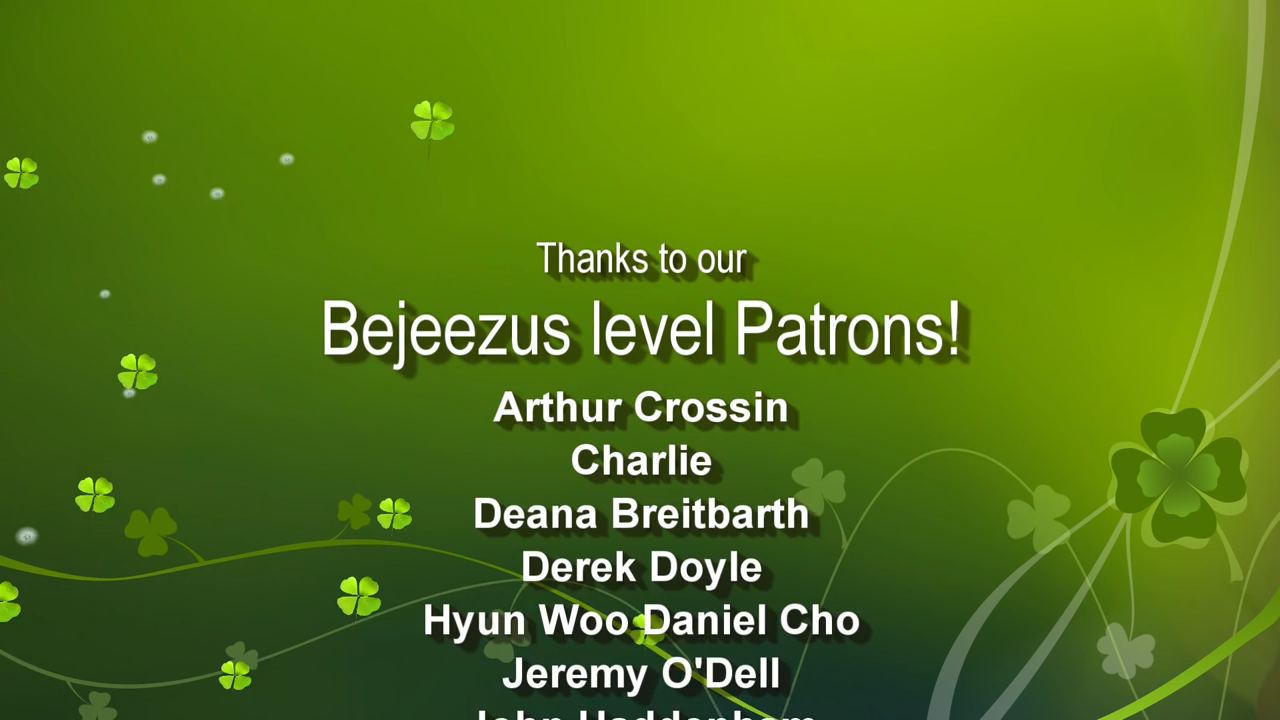 Thanks to our
Bejeezus level Patrons!
Arthur Crossin
Charlie
Deana Breitbarth
Derek Doyle
Hyun Woo Daniel Cho
Jeremy O'Dell
John